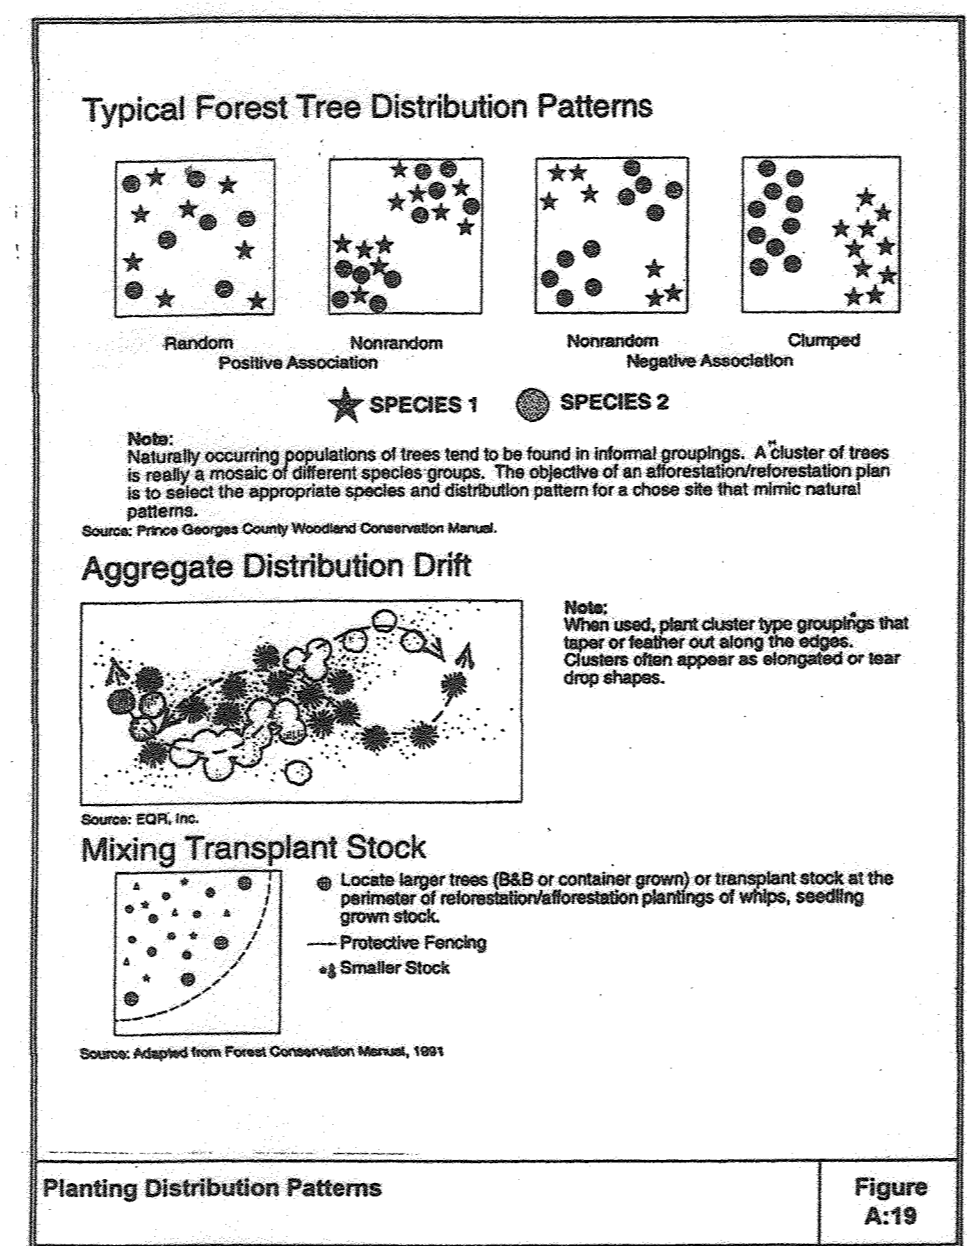 Typical Forest Tree Distribution Patterns
Random Nonrandom Nonrandom Clumped
Positive Association Negative Association
SPECIES 1 SPECIES 2
Note:
Naturally occurring populations of trees tend to be found in informal groupings. A cluster of trees
is really a mosaic of different species groups. The objective of an afforestation/reforestation plan
is to select the appropriate species and distribution pattern for a chose site that mimic natural
patterns.
Source: Prince Georges County Woodland Conservation Manual.
Aggregate Distribution Drift
Note:
When used, plant cluster type groupings that
taper or feather out along the edges.
Clusters often appear as elongated or tear
drop shapes.
Source: EQR, Inc.
Mixing Transplant Stock
Locate larger trees (B&B or container grown) or transplant stock at the
perimeter of reforestation/afforestation plantings of whips, seedling
grown stock.
Protective Fencing
Smaller Stock
Source: Adapted from Forest Conservation Manual, 1991
Planting Distribution Patterns
Figure
A:19